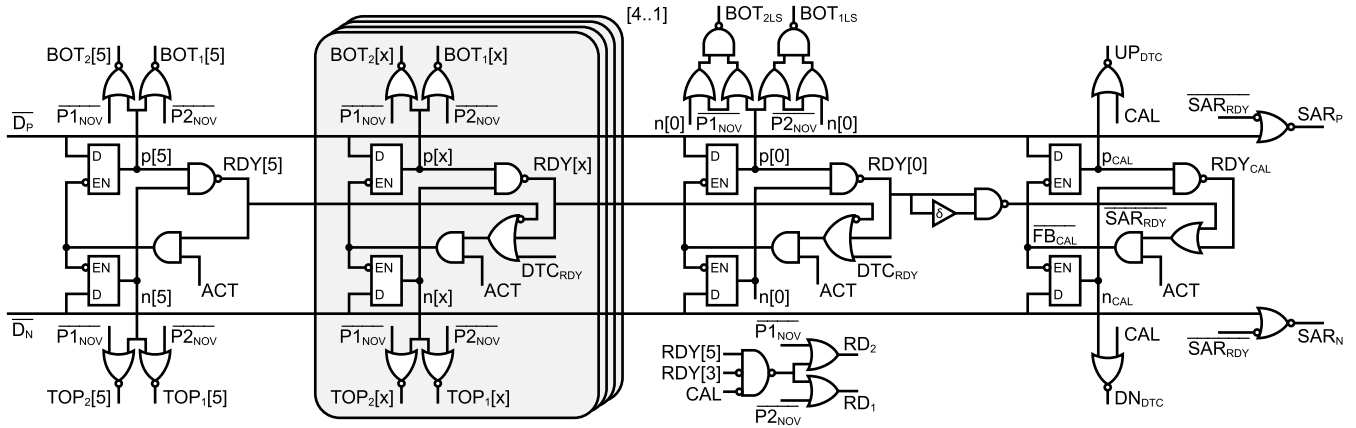 [4..1]
BOT2LS
BOT1LS
BOT2[5]
BOT1[5]
BOT2[x]
BOT1[x]
UPDTC
P1NOV
P2NOV
P1NOV
P2NOV
n[0]
P1NOV
P2NOV
n[0]
CAL
SARRDY
DP
SARP
D
EN
p[5]
RDY[5]
D
EN
p[x]
RDY[x]
D
EN
p[0]
RDY[0]
D
EN
pCAL
RDYCAL
δ
SARRDY
FBCAL
EN
D
ACT
n[5]
EN
D
ACT
DTCRDY
n[x]
EN
D
ACT
DTCRDY
n[0]
EN
D
ACT
nCAL
DN
P1NOV
P2NOV
P1NOV
P2NOV
P1NOV
CAL
SARRDY
SARN
RDY[5]
RDY[3]
CAL
RD2
RD1
P2NOV
TOP2[5]
TOP1[5]
TOP2[x]
TOP1[x]
DNDTC